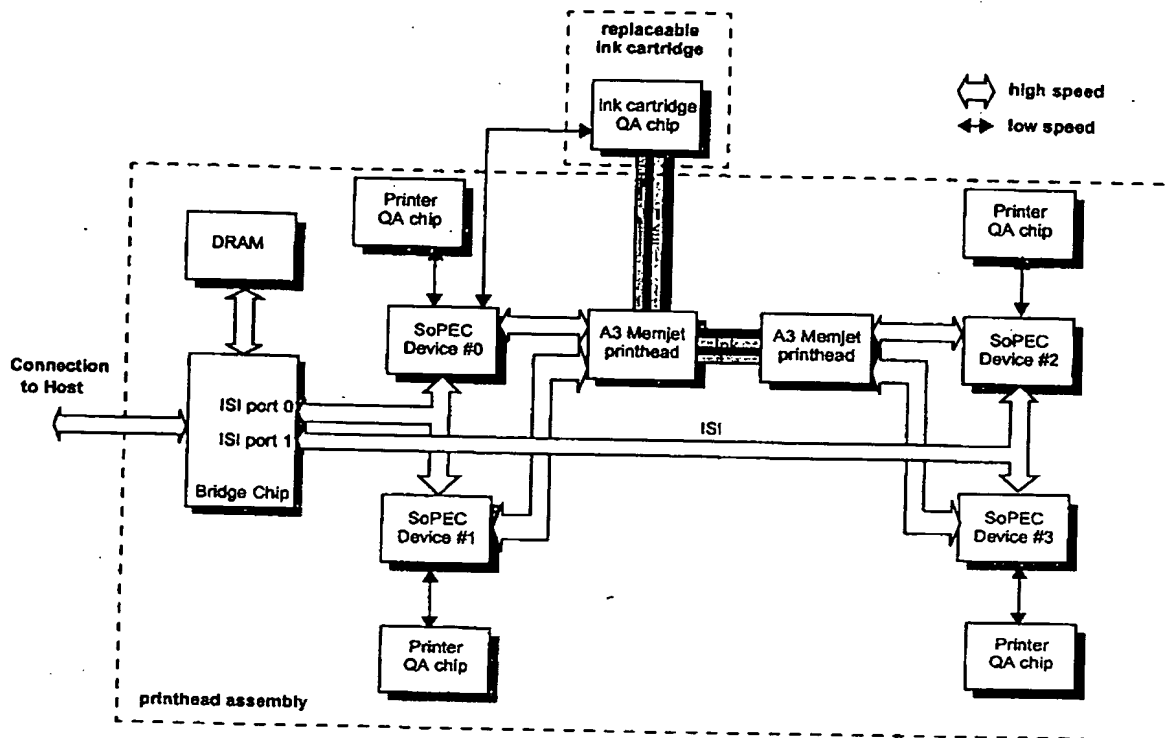 replaceable
ink cartridge
Ink cartridge
QA chip
high speed
low speed
Printer
QA chip
Printer
QA chip
DRAM
Ink
SoPEC
Device #0
A3 Memjet
printhead
Ink
A3 Memjet
printhead
SoPEC
Device #2
Connection
to Host
ISI port 0
ISI port 1
Bridge Chip
ISI
SoPEC
Device #1
SoPEC
Device #3
Printer
QA chip
Printer
QA chip
printhead assembly